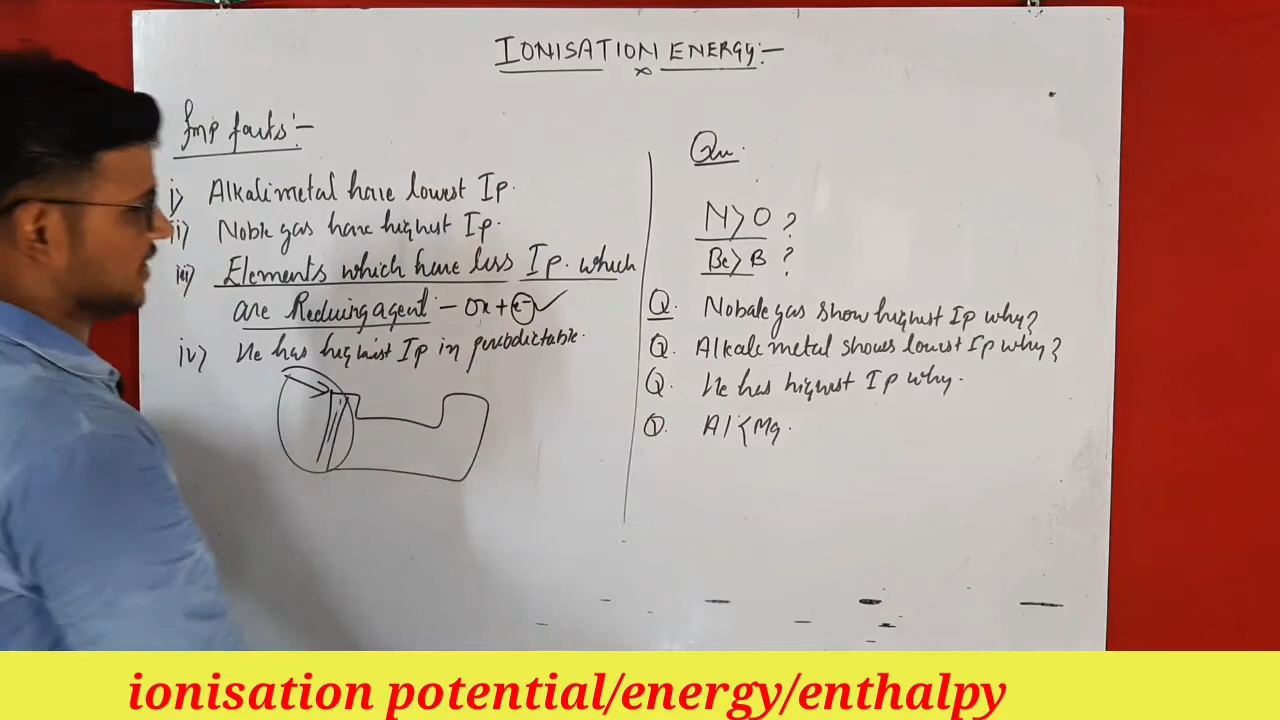 IONISATION ENERGY:-
Imp facts:-
i) Alkali metal have lowest Ip.
ii) Noble gas have highest Ip.
iii) Elements which have less Ip. which
are Reducing agent - Ox + e- ✓
iv) He has highest Ip in
Qu.
N > O ?
Be > B ?
Q. Nobale gas show highest Ip why?
Q. Alkali metal shows lowest Ip why?
Q. He has highest Ip why.
Q. Al < Mg.
ionisation potential/energy/enthalpy